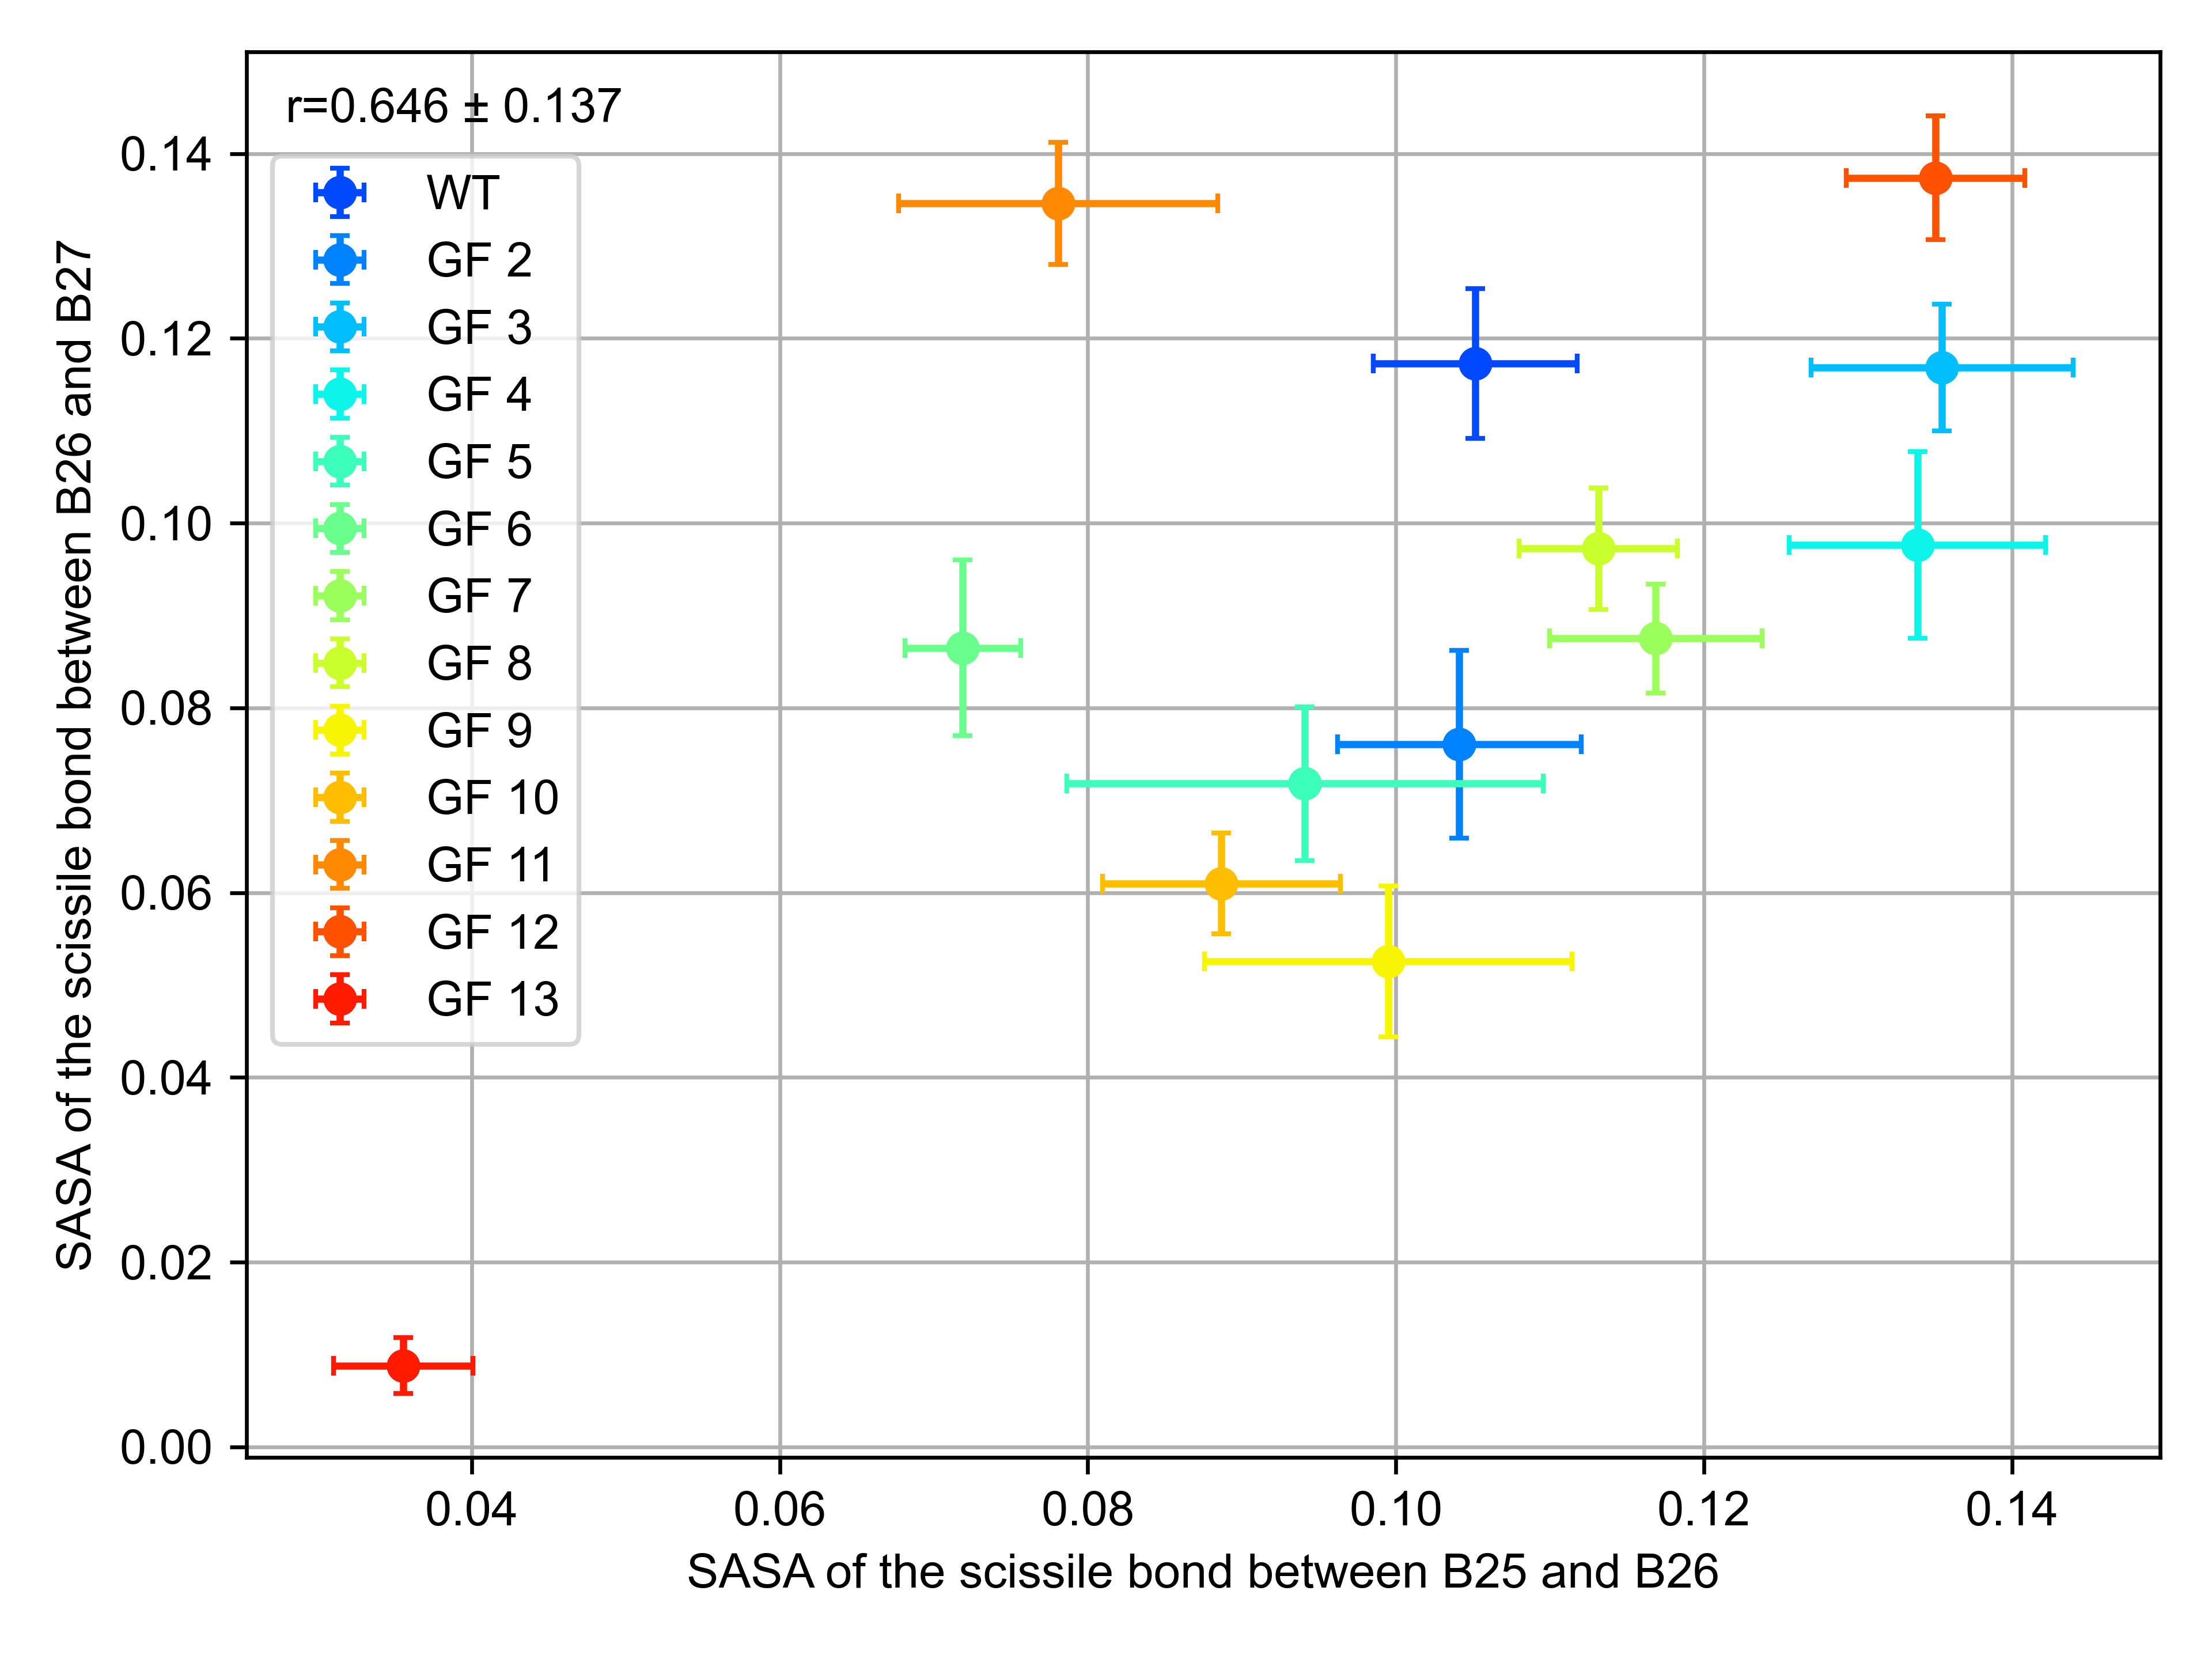 r=0.646 ± 0.137
WT
GF 2
GF 3
GF 4
GF 5
GF 6
GF 7
GF 8
GF 9
GF 10
GF 11
GF 12
GF 13
SASA of the scissile bond between B26 and B27
0.14
0.12
0.10
0.08
0.06
0.04
0.02
0.00
0.04 0.06 0.08 0.10 0.12 0.14
SASA of the scissile bond between B25 and B26